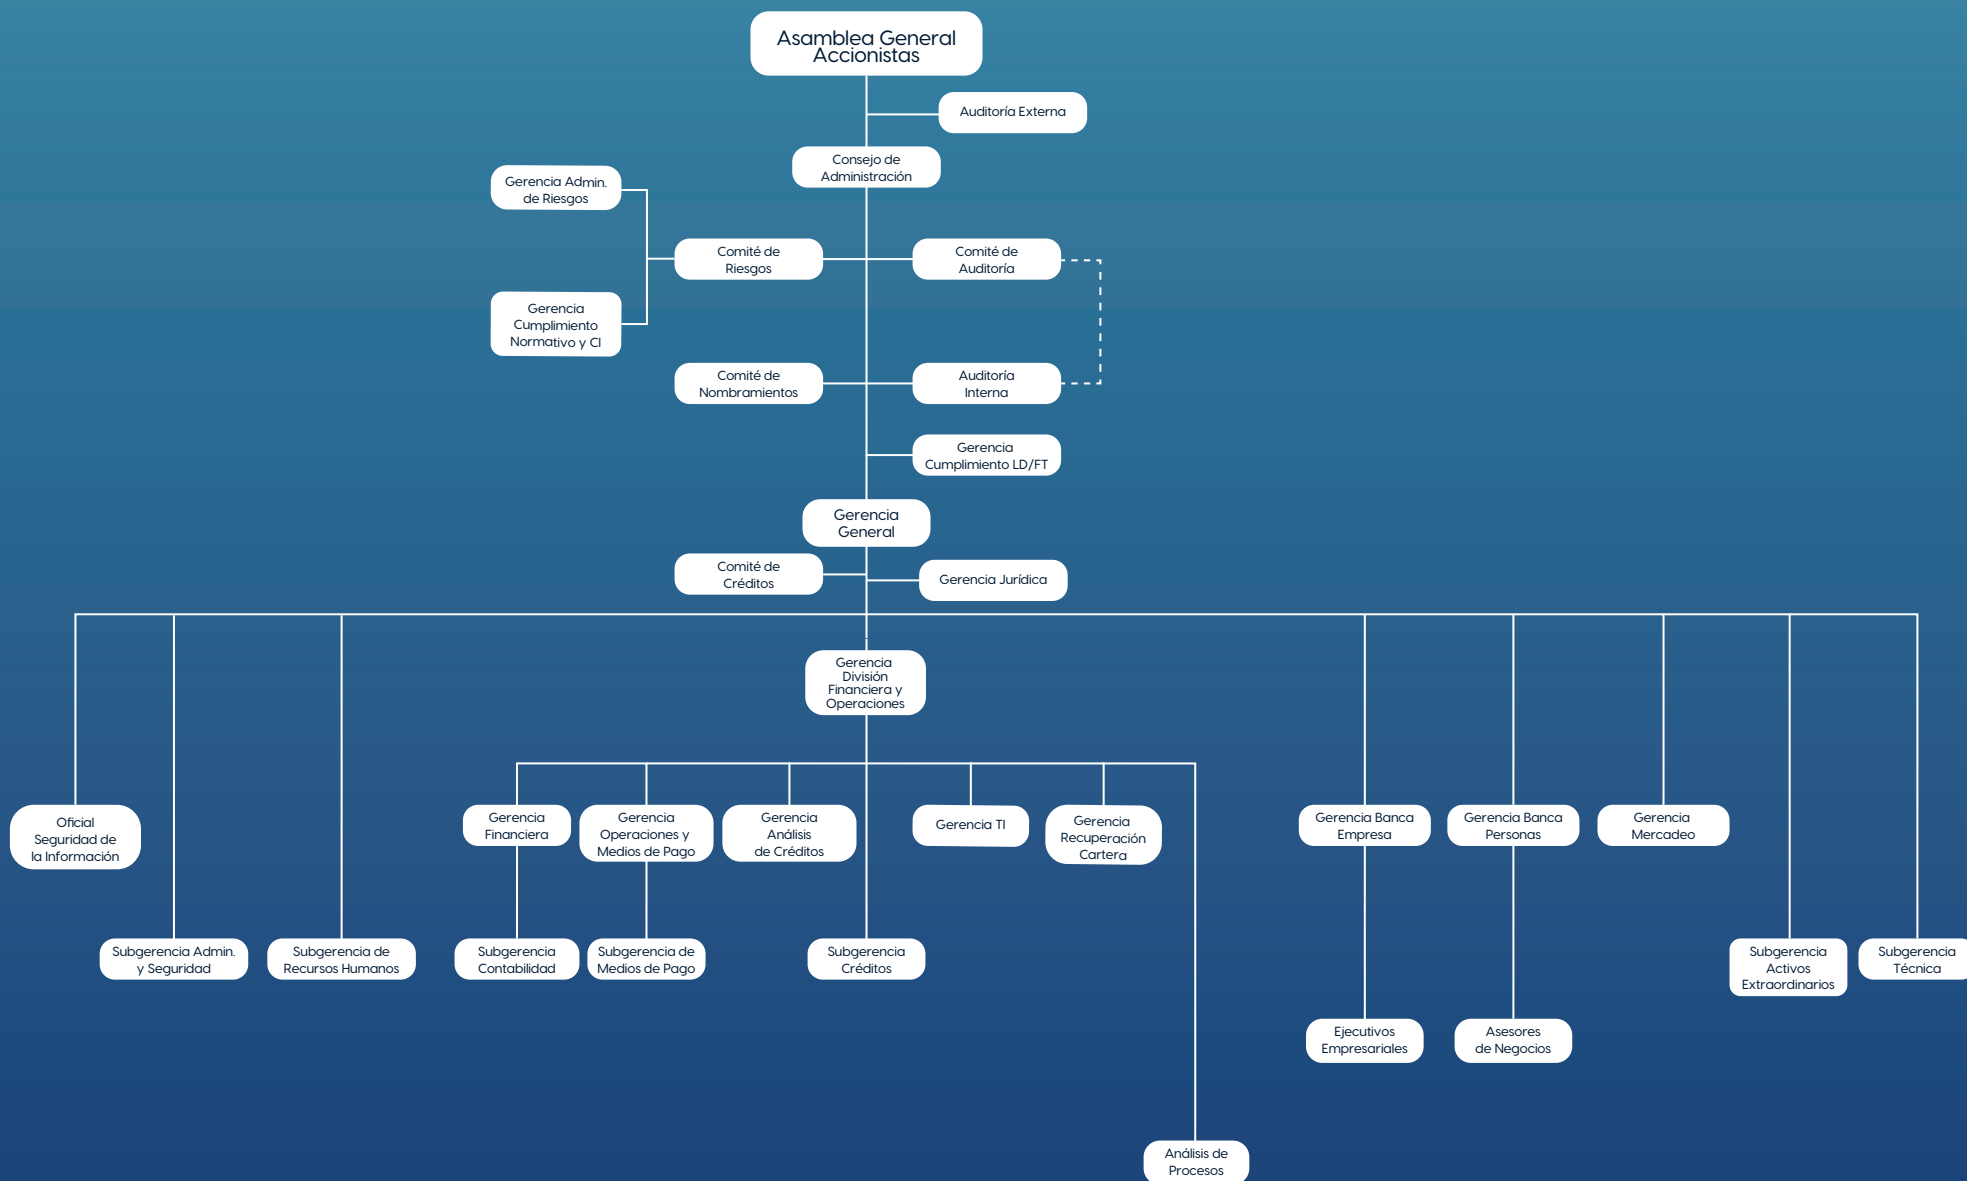 Asamblea General
Accionistas
Auditoría Externa
Consejo de
Administración
Gerencia Admin.
de Riesgos
Comité de
Riesgos
Comité de
Auditoría
Gerencia
Cumplimiento
Normativo y CI
Comité de
Nombramientos
Auditoría
Interna
Gerencia
Cumplimiento LD/FT
Gerencia
General
Comité de
Créditos
Gerencia Jurídica
Gerencia
División
Financiera y
Operaciones
Oficial
Seguridad de
la Información
Gerencia
Financiera
Gerencia
Operaciones y
Medios de Pago
Gerencia
Análisis
de Créditos
Gerencia TI
Gerencia
Recuperación
Cartera
Gerencia Banca
Empresa
Gerencia Banca
Personas
Gerencia
Mercadeo
Subgerencia Admin.
y Seguridad
Subgerencia de
Recursos Humanos
Subgerencia
Contabilidad
Subgerencia de
Medios de Pago
Subgerencia
Créditos
Subgerencia
Activos
Extraordinarios
Subgerencia
Técnica
Ejecutivos
Empresariales
Asesores
de Negocios
Análisis de
Procesos